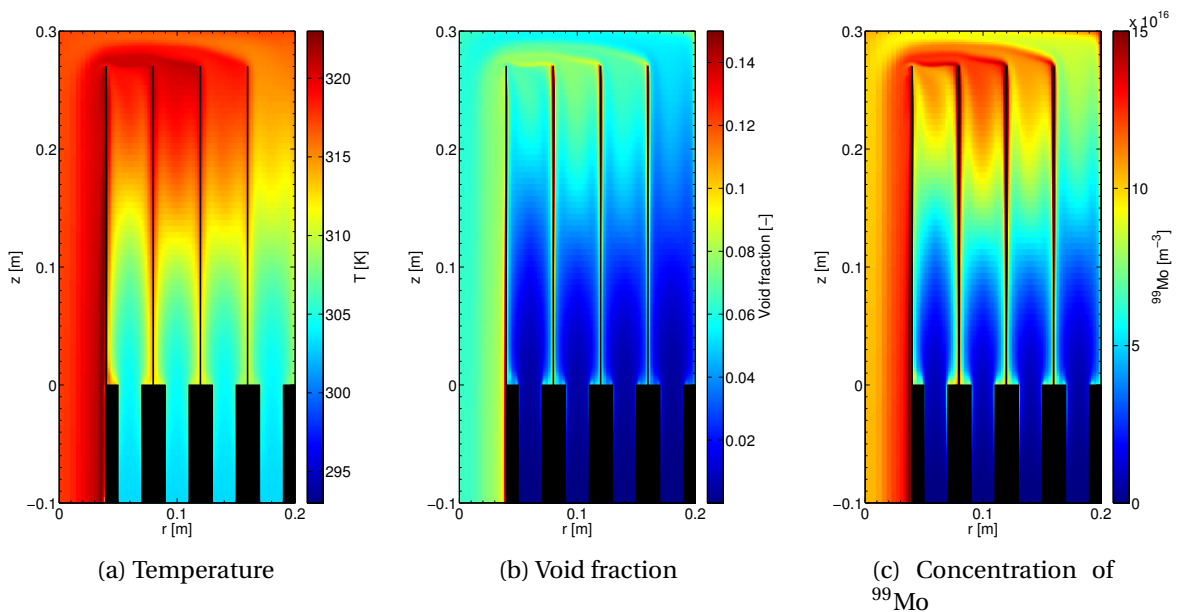 0.3
0.2
0.1
0
−0.1
z [m]
0
0.1
0.2
r [m]
320
315
310
305
300
295
T [K]
(a) Temperature
0.3
0.2
0.1
0
−0.1
z [m]
0
0.1
0.2
r [m]
0.14
0.12
0.1
0.08
0.06
0.04
0.02
Void fraction [−]
(b) Void fraction
0.3
0.2
0.1
0
−0.1
z [m]
0
0.1
0.2
r [m]
x 10¹⁶
15
10
5
0
⁹⁹Mo [m⁻³]
(c) Concentration of
⁹⁹Mo